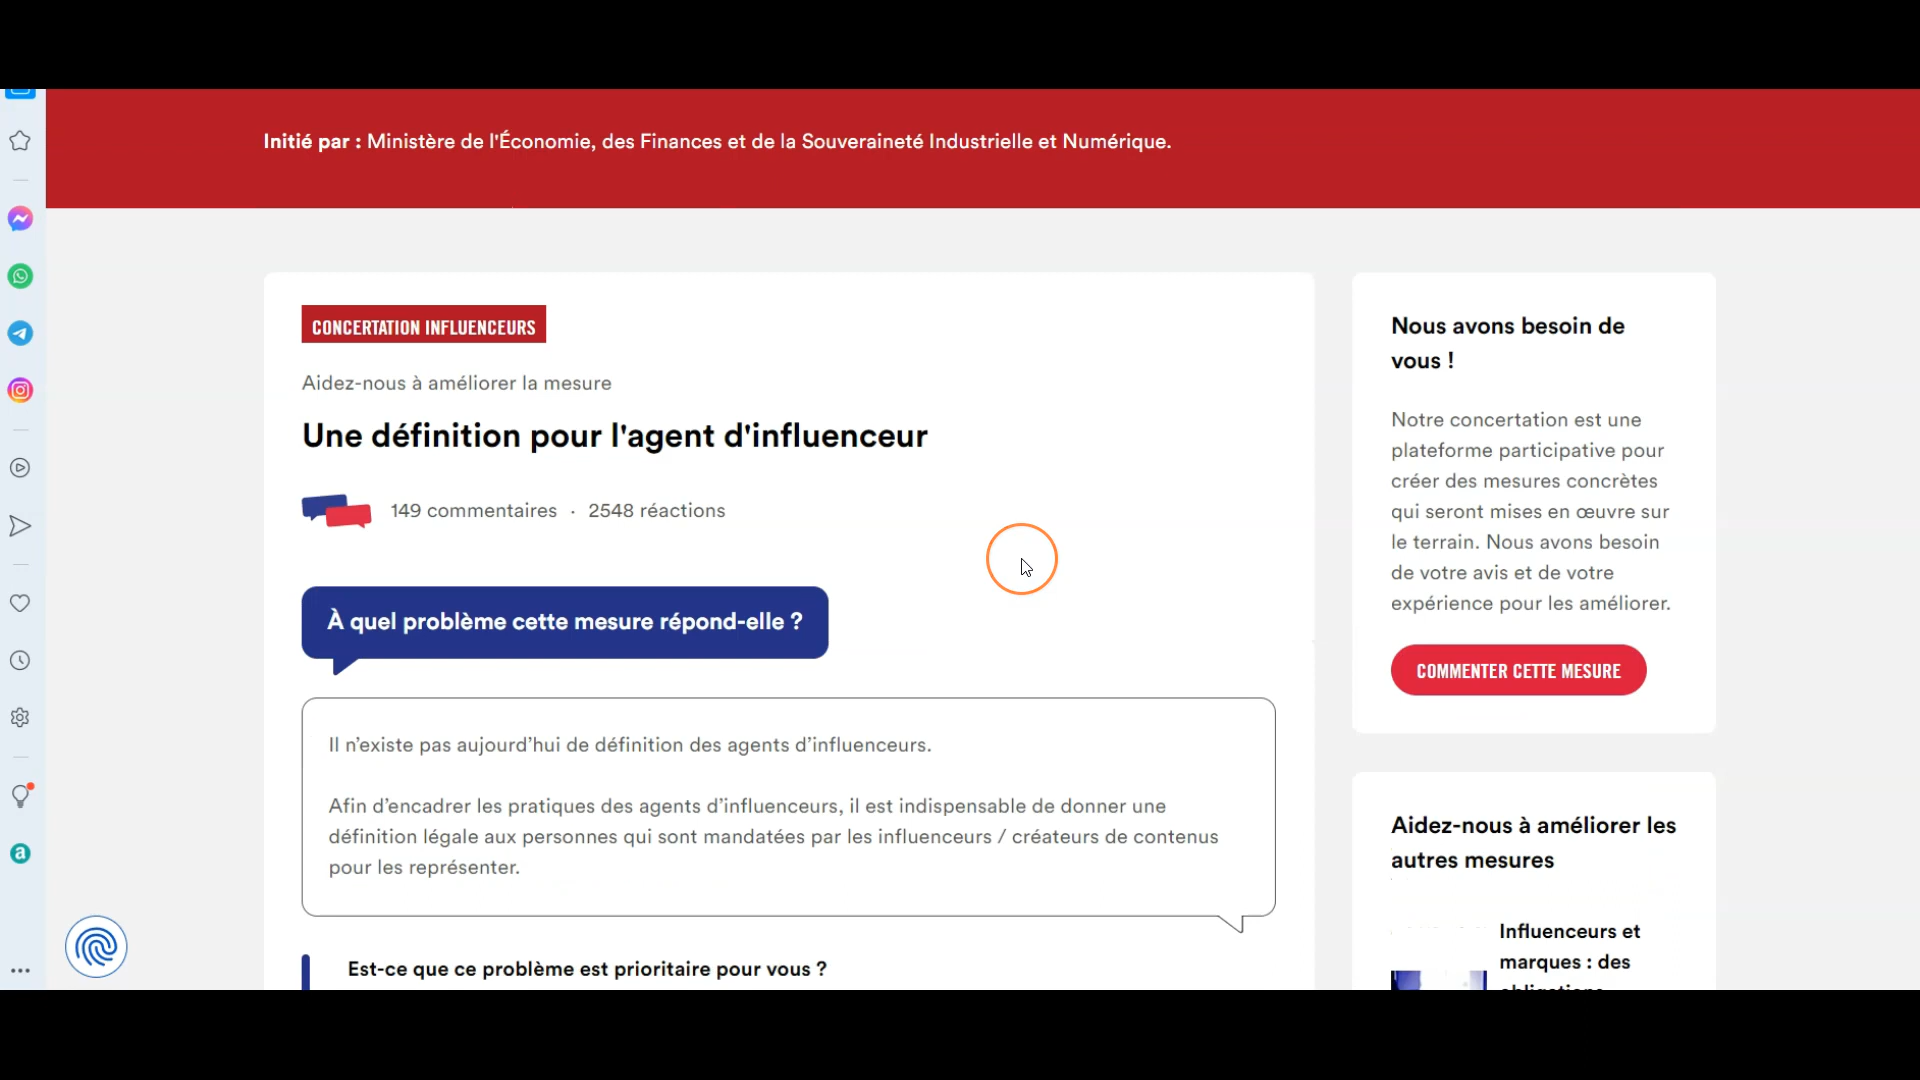 Initié par : Ministère de l'Économie, des Finances et de la Souveraineté Industrielle et Numérique.
CONCERTATION INFLUENCEURS
Aidez-nous à améliorer la mesure
Une définition pour l'agent d'influenceur
149 commentaires · 2548 réactions
À quel problème cette mesure répond-elle ?
Il n’existe pas aujourd’hui de définition des agents d’influenceurs.
Afin d’encadrer les pratiques des agents d’influenceurs, il est indispensable de donner une
définition légale aux personnes qui sont mandatées par les influenceurs / créateurs de contenus
pour les représenter.
Est-ce que ce problème est prioritaire pour vous ?
Nous avons besoin de
vous !
Notre concertation est une
plateforme participative pour
créer des mesures concrètes
qui seront mises en œuvre sur
le terrain. Nous avons besoin
de votre avis et de votre
expérience pour les améliorer.
COMMENTER CETTE MESURE
Aidez-nous à améliorer les
autres mesures
Influenceurs et
marques : des